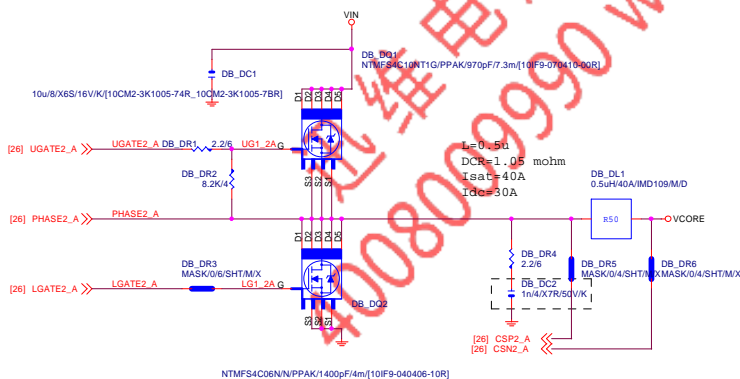 VIN
DB_DQ1
NTMFS4C10NT1G/PPAK/970pF/7.3m/[10IF9-070410-00R]
DB_DC1
10u/8/X6S/16V/K/[10CM2-3K1005-74R_10CM2-3K1005-7BR]
D1 D2 D3 D4 D5
[26] UGATE2_A UGATE2_A DB_DR1 2.2/6 UG1_2A G
S3 S2 S1
DB_DR2
8.2K/4
L=0.5u
DCR=1.05 mohm
Isat=40A
Idc=30A
DB_DL1
0.5uH/40A/IMD109/M/D
[26] PHASE2_A PHASE2_A
R50
VCORE
D1 D2 D3 D4 D5
DB_DR3
MASK/0/6/SHT/M/X
[26] LGATE2_A LGATE2_A LG1_2A G
DB_DQ2
S3 S2 S1
DB_DR4
2.2/6
DB_DC2
1n/4/X7R/50V/K
DB_DR5
MASK/0/4/SHT/M/X
DB_DR6
MASK/0/4/SHT/M/X
[26] CSP2_A
[26] CSN2_A
NTMFS4C06N/N/PPAK/1400pF/4m/[10IF9-040406-10R]
迅维电
4008009990 w